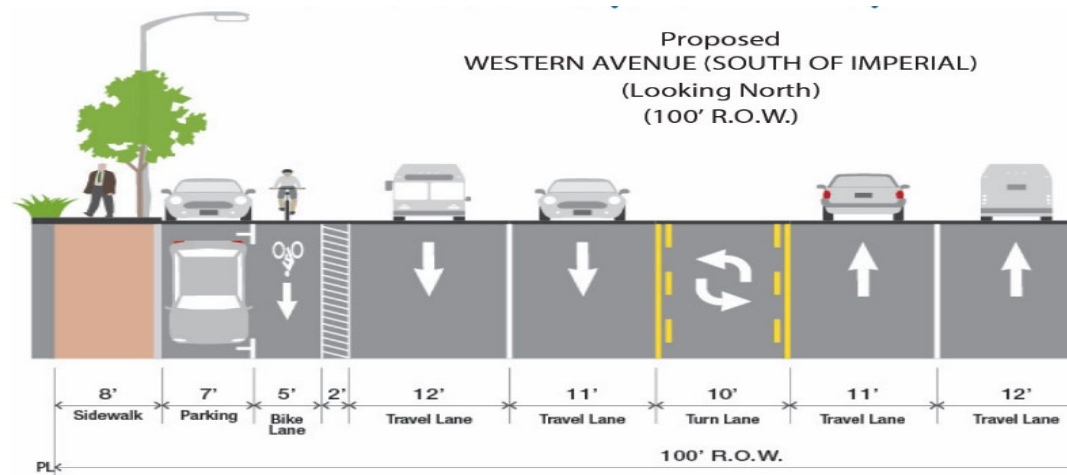 Proposed
WESTERN AVENUE (SOUTH OF IMPERIAL)
(Looking North)
(100' R.O.W.)
8' 7' 5' 2' 12' 11' 10' 11' 12'
Sidewalk Parking Bike Lane Travel Lane Travel Lane Turn Lane Travel Lane Travel Lane
100' R.O.W.
PL